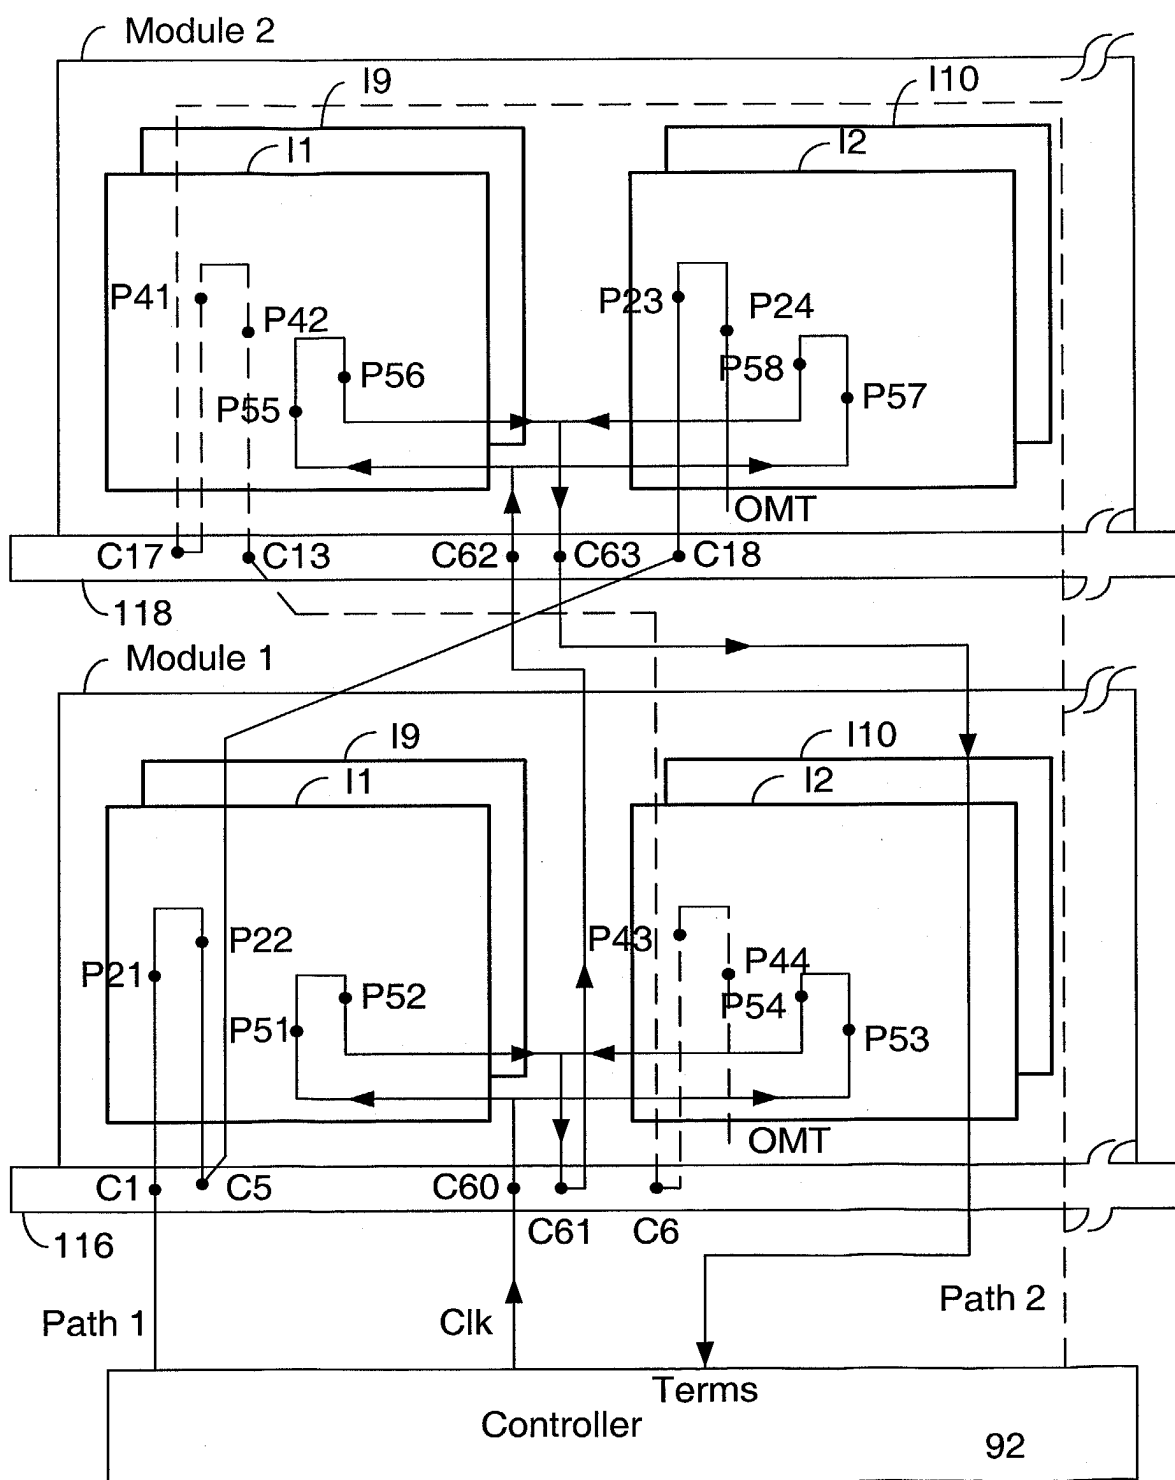 Module 2
I9
I10
I1
I2
P41
P42
P23
P24
P56
P58
P55
P57
OMT
C17
C13
C62
C63
C18
118
Module 1
I9
I10
I1
I2
P22
P43
P21
P44
P52
P54
P51
P53
OMT
C1
C5
C60
C61
C6
116
Path 1
Clk
Path 2
Terms
Controller
92